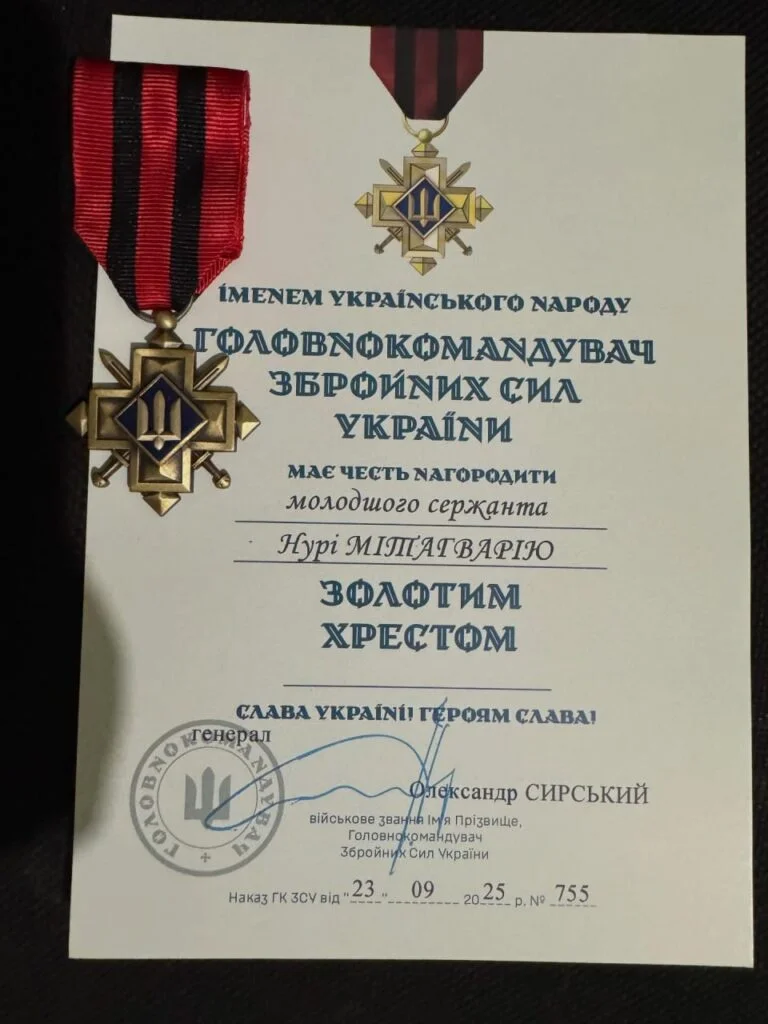 ІМЕНЕМ УКРАЇНСЬКОГО НАРОДУ
ГОЛОВНОКОМАНДУВАЧ
ЗБРОЙНИХ СИЛ
УКРАЇНИ
МАЄ ЧЕСТЬ НАГОРОДИТИ
молодшого сержанта
Нурі МІТАГВАРІЮ
ЗОЛОТИМ
ХРЕСТОМ
СЛАВА УКРАЇНІ! ГЕРОЯМ СЛАВА!
генерал
ГОЛОВНОКОМАНДУВАЧ
Олександр СИРСЬКИЙ
військове звання Ім'я Прізвище,
Головнокомандувач
Збройних Сил України
Наказ ГК ЗСУ від "23" 09 2025 р. № 755